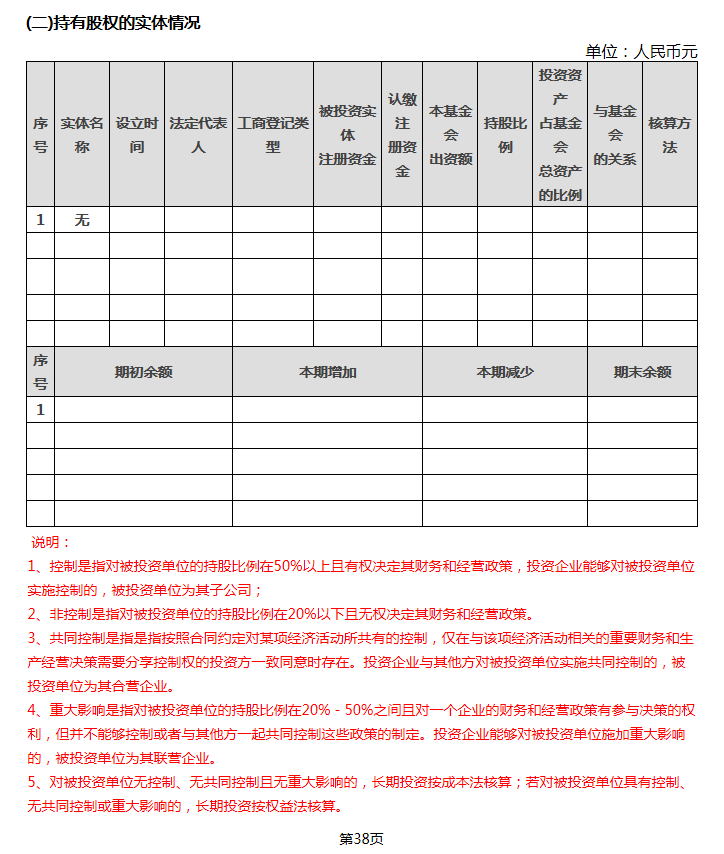 (二)持有股权的实体情况
单位：人民币元
序号 实体名称 设立时间 法定代表人 工商登记类型 被投资实体注册资金 认缴注册资金 本基金会出资额 持股比例 投资资产占基金会总资产的比例 与基金会的关系 核算方法
1 无
序号 期初余额 本期增加 本期减少 期末余额
1
说明：
1、控制是指对被投资单位的持股比例在50%以上且有权决定其财务和经营政策，投资企业能够对被投资单位
实施控制的，被投资单位为其子公司；
2、非控制是指对被投资单位的持股比例在20%以下且无权决定其财务和经营政策。
3、共同控制是指是指按照合同约定对某项经济活动所共有的控制，仅在与该项经济活动相关的重要财务和生
产经营决策需要分享控制权的投资方一致同意时存在。投资企业与其他方对被投资单位实施共同控制的，被
投资单位为其合营企业。
4、重大影响是指对被投资单位的持股比例在20%－50%之间且对一个企业的财务和经营政策有参与决策的权
利，但并不能够控制或者与其他方一起共同控制这些政策的制定。投资企业能够对被投资单位施加重大影响
的，被投资单位为其联营企业。
5、对被投资单位无控制、无共同控制且无重大影响的，长期投资按成本法核算；若对被投资单位具有控制、
无共同控制或重大影响的，长期投资按权益法核算。
第38页